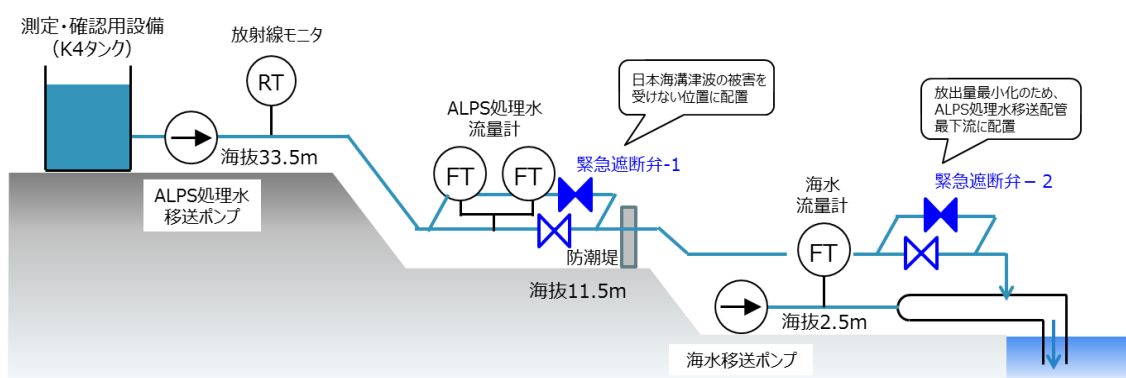 測定・確認用設備
(K4タンク)
放射線モニタ
RT
海抜33.5m
ALPS処理水
移送ポンプ
ALPS処理水
流量計
FT
FT
日本海溝津波の被害を
受けない位置に配置
緊急遮断弁-1
防潮堤
海抜11.5m
放出量最小化のため、
ALPS処理水移送配管
最下流に配置
緊急遮断弁－2
海水
流量計
FT
海抜2.5m
海水移送ポンプ